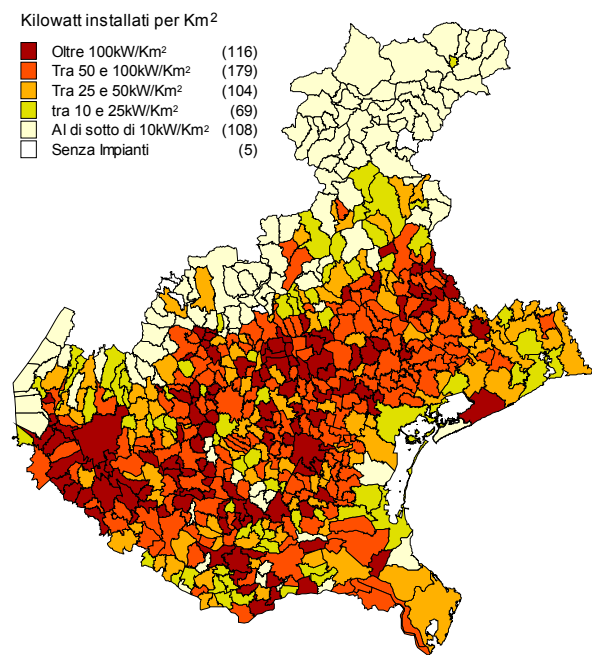 Kilowatt installati per Km2
Oltre 100kW/Km2 (116)
Tra 50 e 100kW/Km2 (179)
Tra 25 e 50kW/Km2 (104)
tra 10 e 25kW/Km2 (69)
Al di sotto di 10kW/Km2 (108)
Senza Impianti (5)